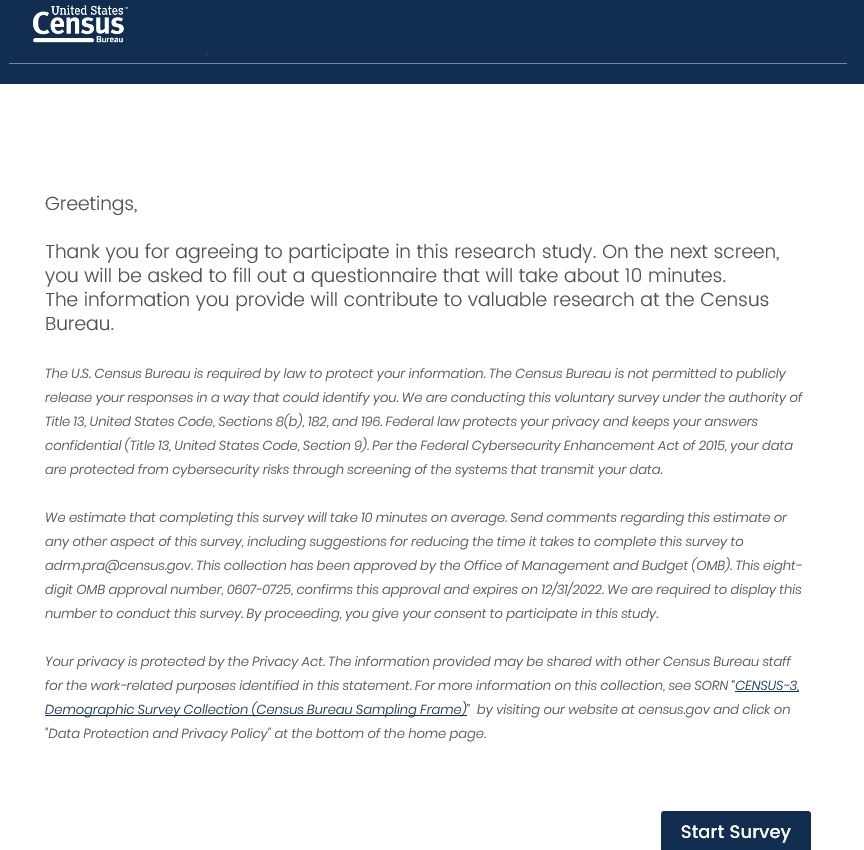 United States™
Census
Bureau
Greetings,
Thank you for agreeing to participate in this research study. On the next screen,
you will be asked to fill out a questionnaire that will take about 10 minutes.
The information you provide will contribute to valuable research at the Census
Bureau.
The U.S. Census Bureau is required by law to protect your information. The Census Bureau is not permitted to publicly
release your responses in a way that could identify you. We are conducting this voluntary survey under the authority of
Title 13, United States Code, Sections 8(b), 182, and 196. Federal law protects your privacy and keeps your answers
confidential (Title 13, United States Code, Section 9). Per the Federal Cybersecurity Enhancement Act of 2015, your data
are protected from cybersecurity risks through screening of the systems that transmit your data.
We estimate that completing this survey will take 10 minutes on average. Send comments regarding this estimate or
any other aspect of this survey, including suggestions for reducing the time it takes to complete this survey to
adrm.pra@census.gov. This collection has been approved by the Office of Management and Budget (OMB). This eight-
digit OMB approval number, 0607-0725, confirms this approval and expires on 12/31/2022. We are required to display this
number to conduct this survey. By proceeding, you give your consent to participate in this study.
Your privacy is protected by the Privacy Act. The information provided may be shared with other Census Bureau staff
for the work-related purposes identified in this statement. For more information on this collection, see SORN "CENSUS-3,
Demographic Survey Collection (Census Bureau Sampling Frame)" by visiting our website at census.gov and click on
"Data Protection and Privacy Policy" at the bottom of the home page.
Start Survey